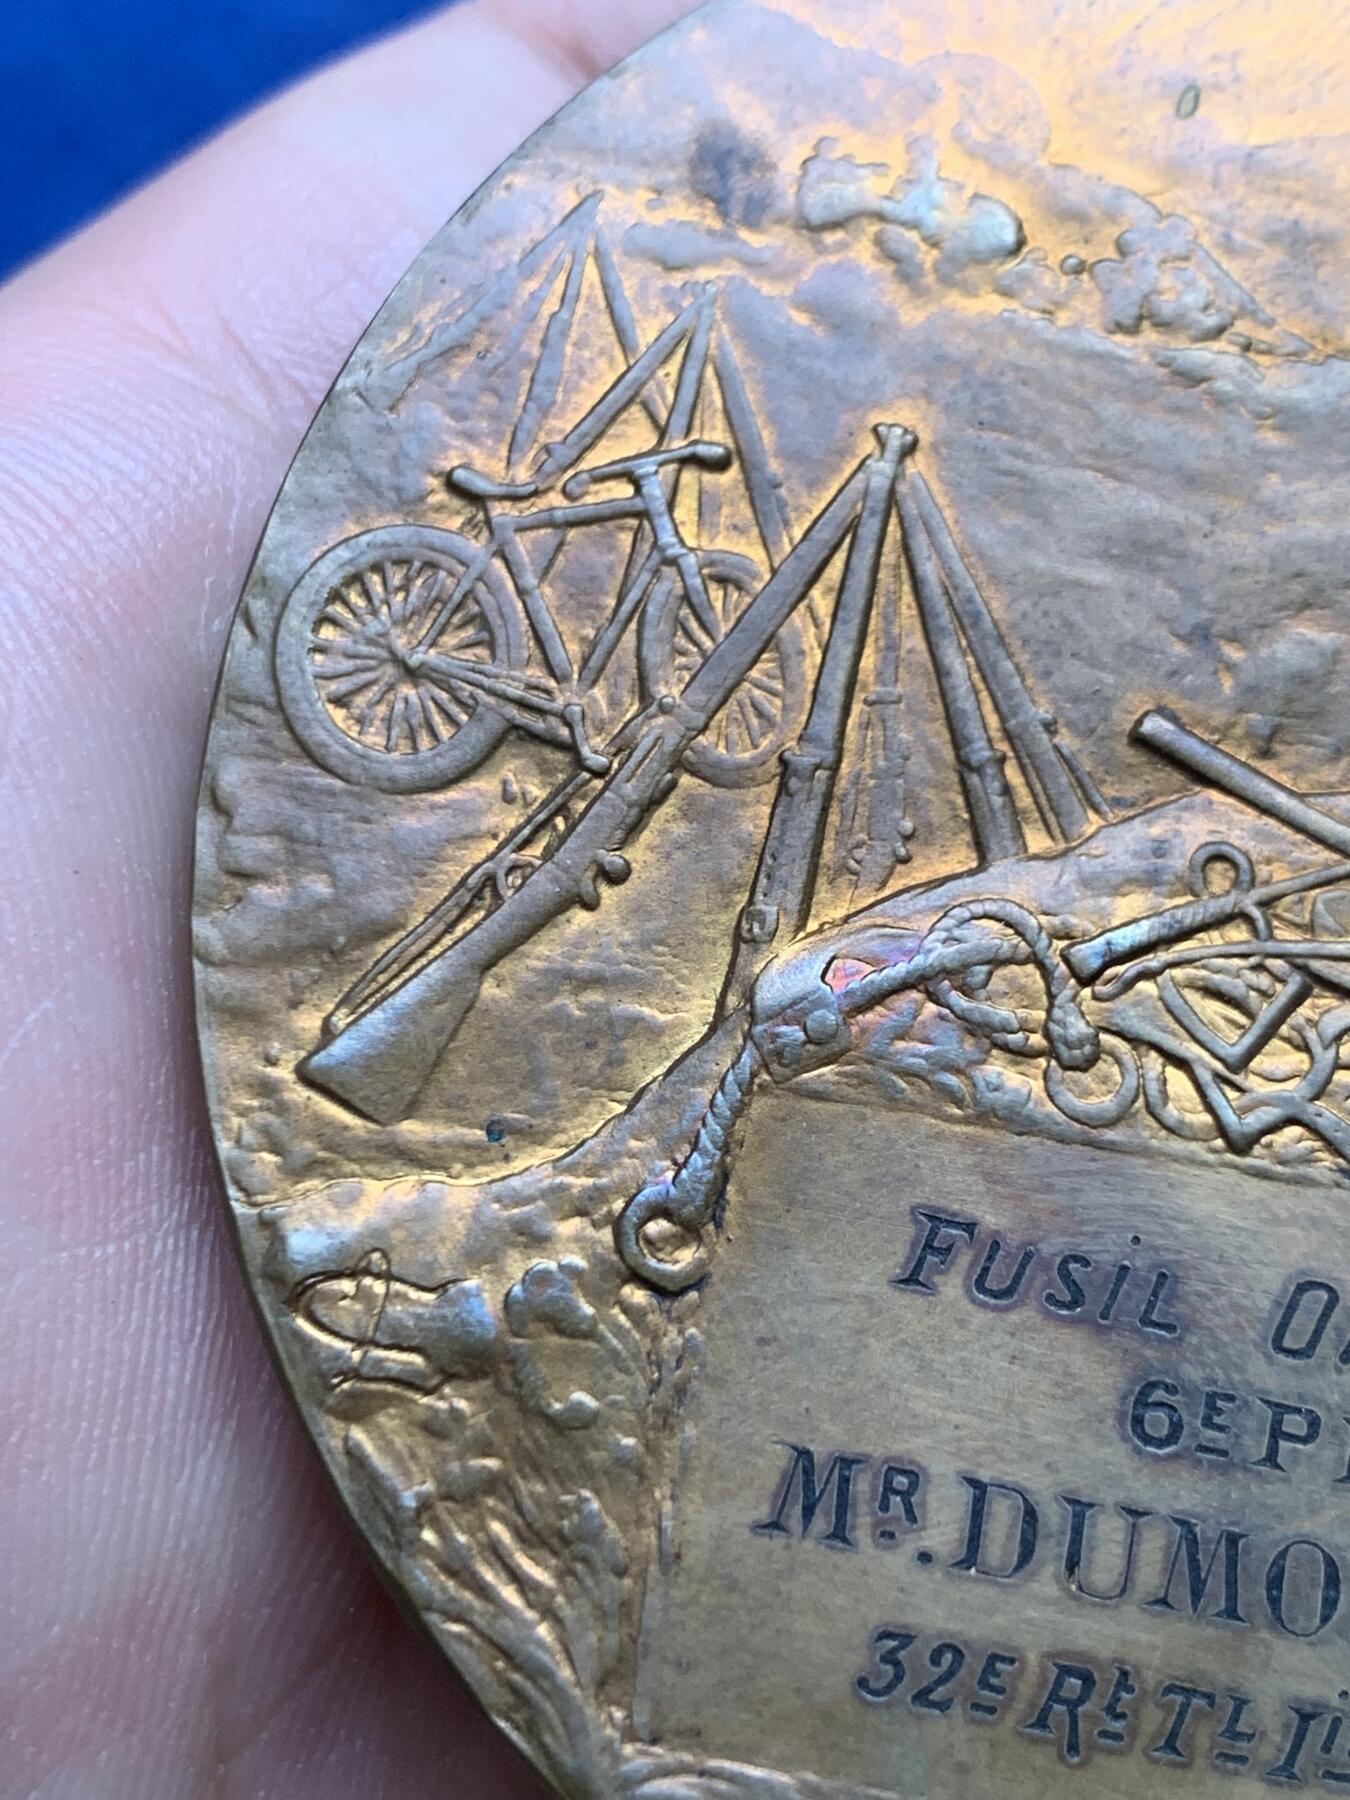 FUSIL
6E
MR. DUMO
32E RT TL